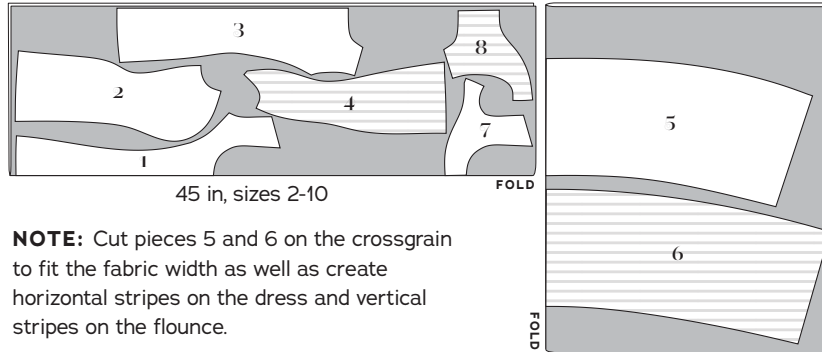 3
8
2
4
7
1
5
6
FOLD
45 in, sizes 2-10
NOTE: Cut pieces 5 and 6 on the crossgrain
to fit the fabric width as well as create
horizontal stripes on the dress and vertical
stripes on the flounce.
FOLD